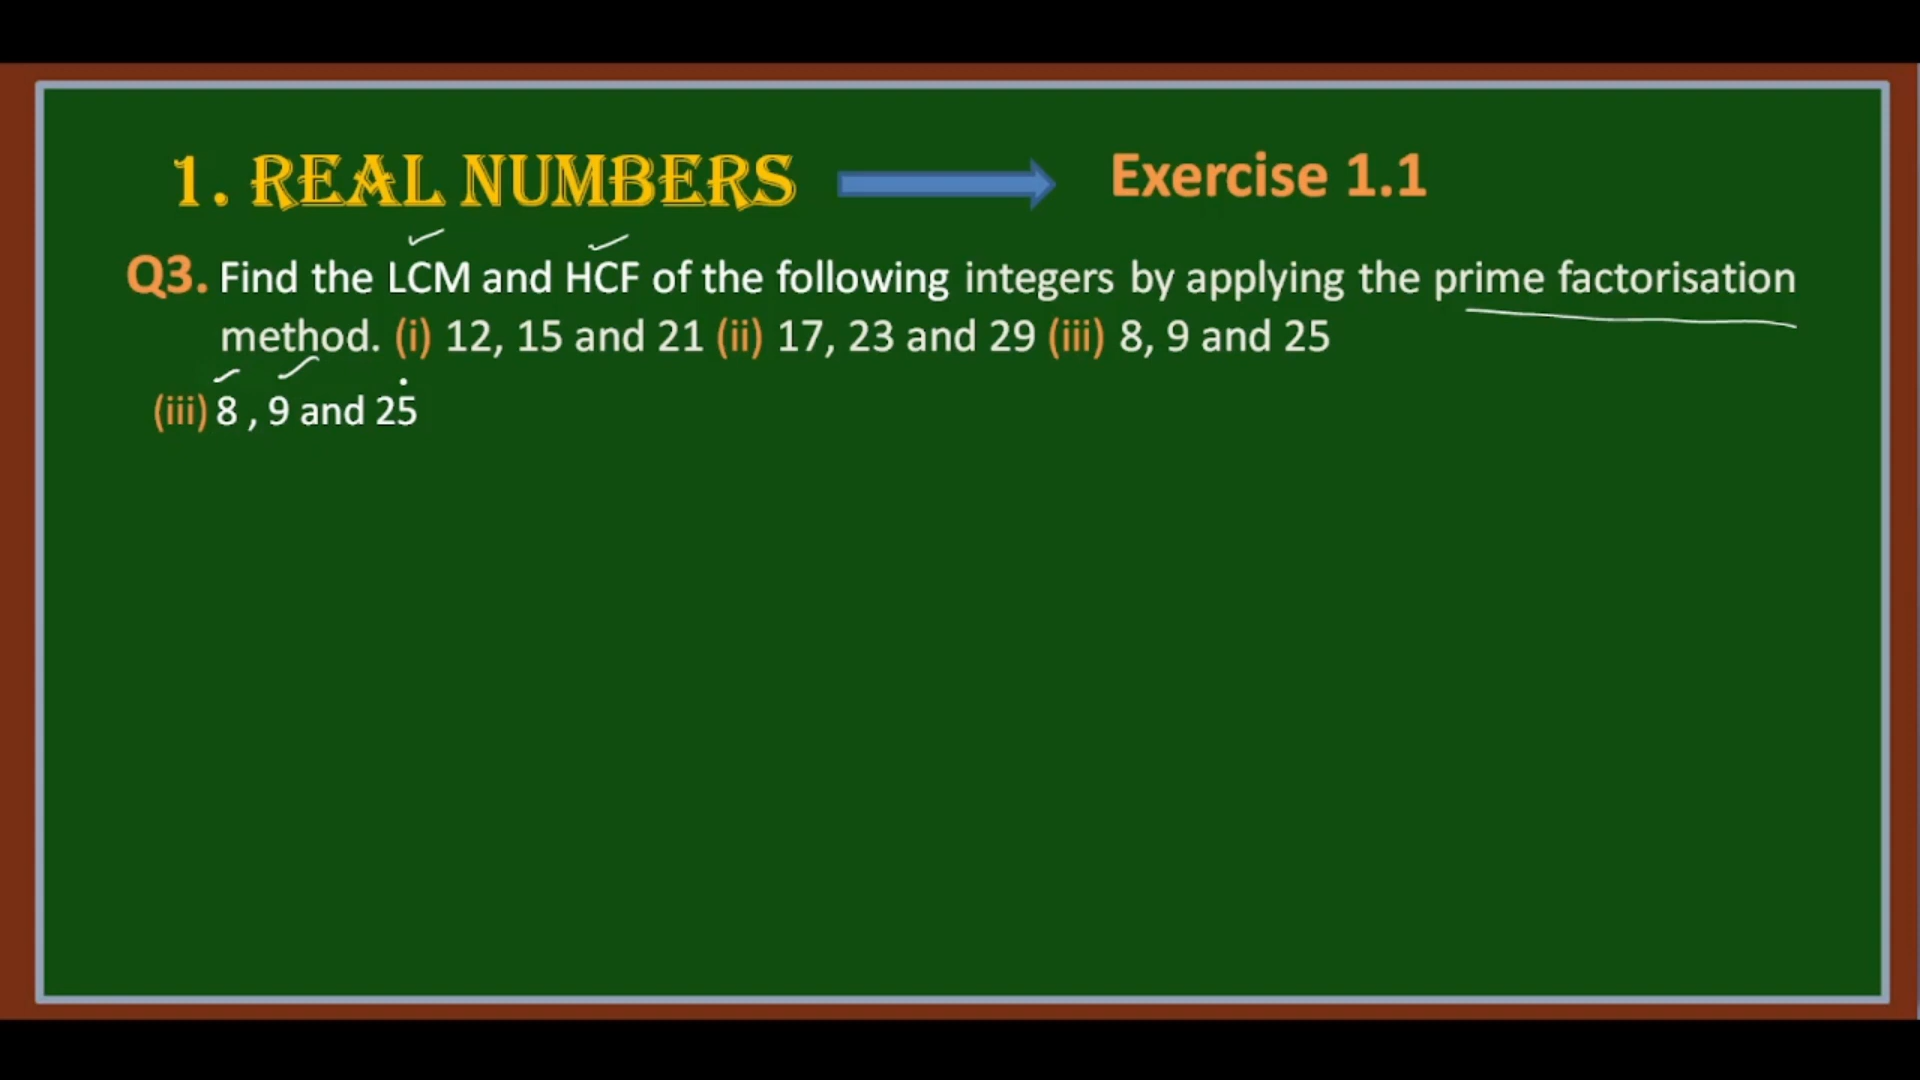 1. REAL NUMBERS Exercise 1.1
Q3. Find the LCM and HCF of the following integers by applying the prime factorisation
method. (i) 12, 15 and 21 (ii) 17, 23 and 29 (iii) 8, 9 and 25
(iii) 8 , 9 and 25